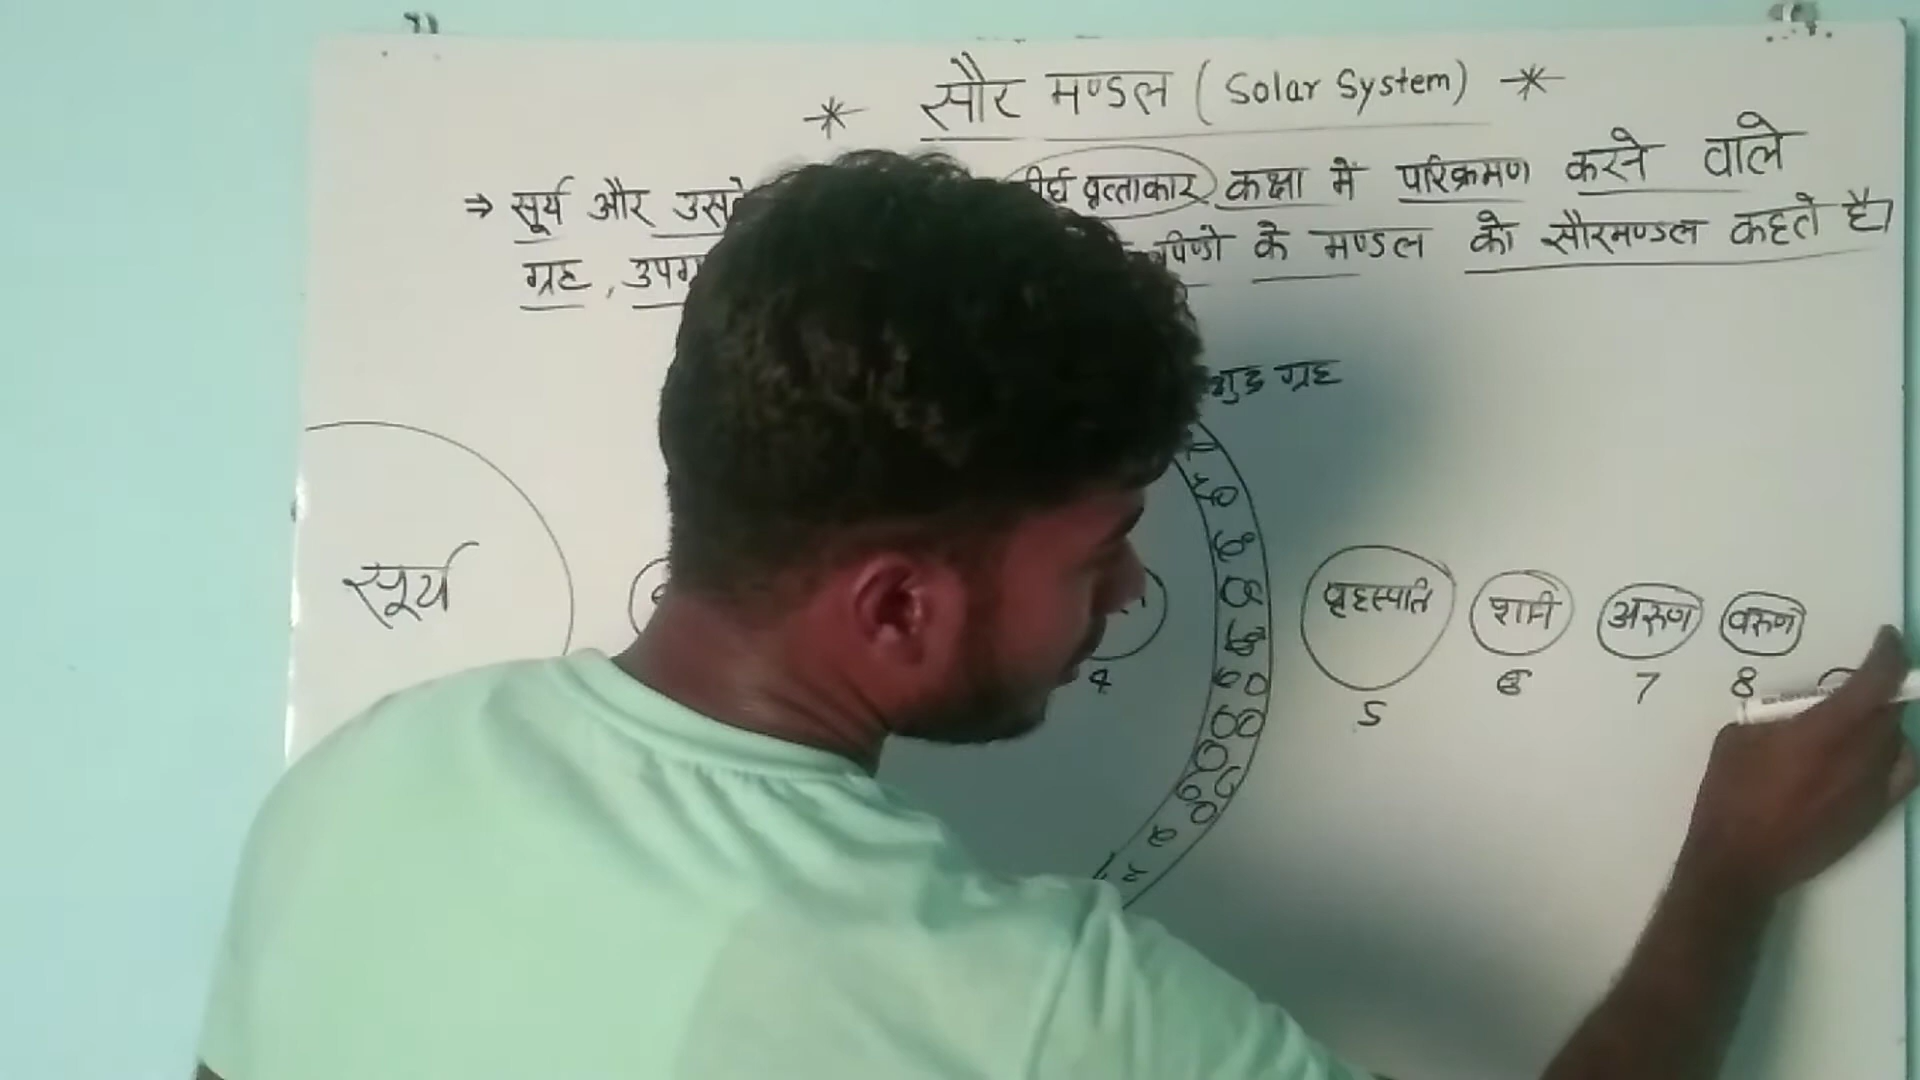 * सौर मण्डल ( Solar System) *
⇒ सूर्य और उसके वृत्ताकार कक्षा में परिक्रमण करने वाले
ग्रह, उपग्र पिण्डो के मण्डल को सौरमण्डल कहते है।
ग्रह
सूर्य
बृहस्पति शनि अरुण वरुण
4 5 6 7 8